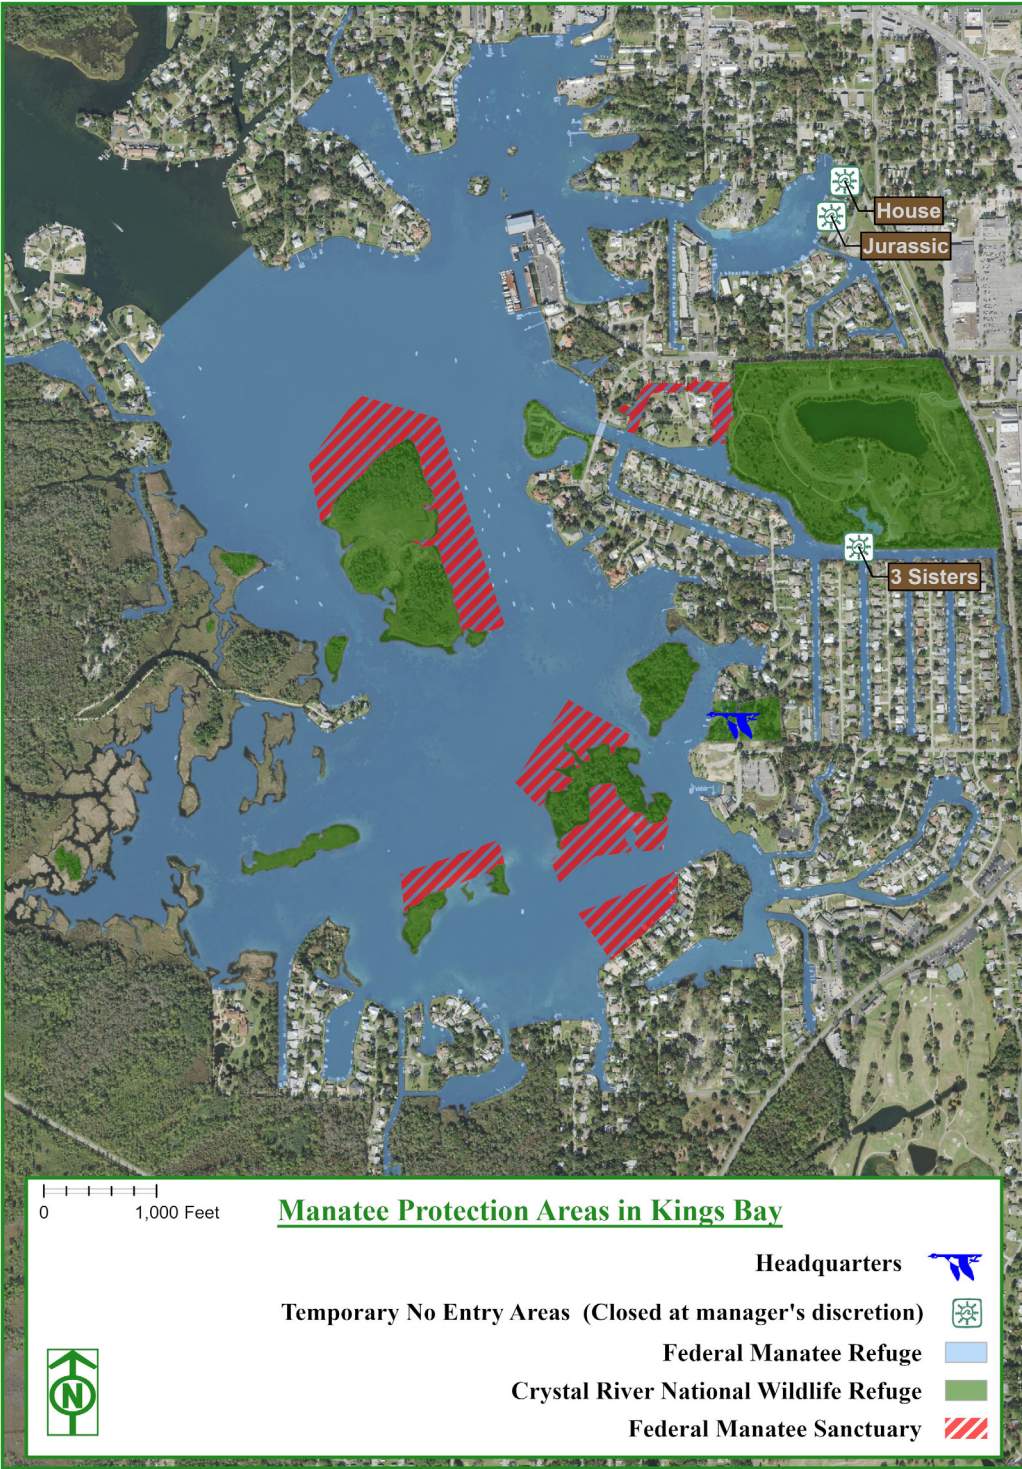 House
Jurassic
3 Sisters
0 1,000 Feet
Manatee Protection Areas in Kings Bay
Headquarters
Temporary No Entry Areas (Closed at manager's discretion)
Federal Manatee Refuge
Crystal River National Wildlife Refuge
Federal Manatee Sanctuary
N